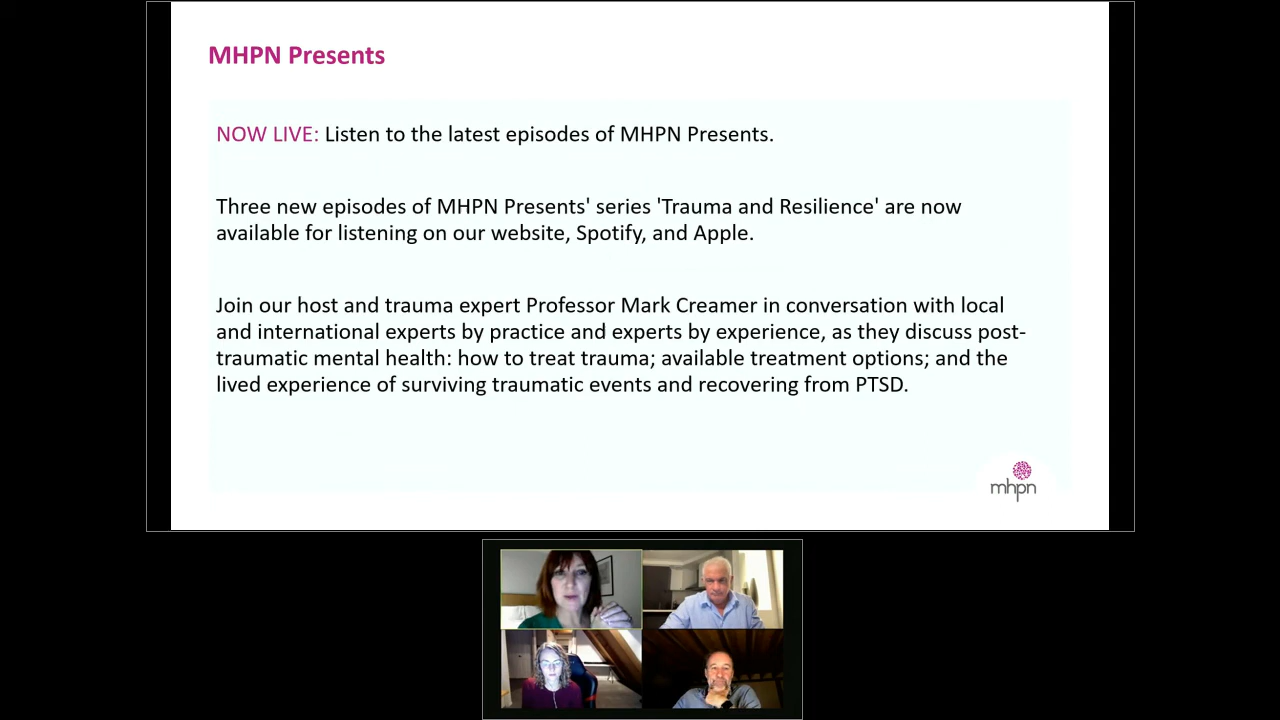 MHPN Presents
NOW LIVE: Listen to the latest episodes of MHPN Presents.
Three new episodes of MHPN Presents' series 'Trauma and Resilience' are now
available for listening on our website, Spotify, and Apple.
Join our host and trauma expert Professor Mark Creamer in conversation with local
and international experts by practice and experts by experience, as they discuss post-
traumatic mental health: how to treat trauma; available treatment options; and the
lived experience of surviving traumatic events and recovering from PTSD.
mhpn